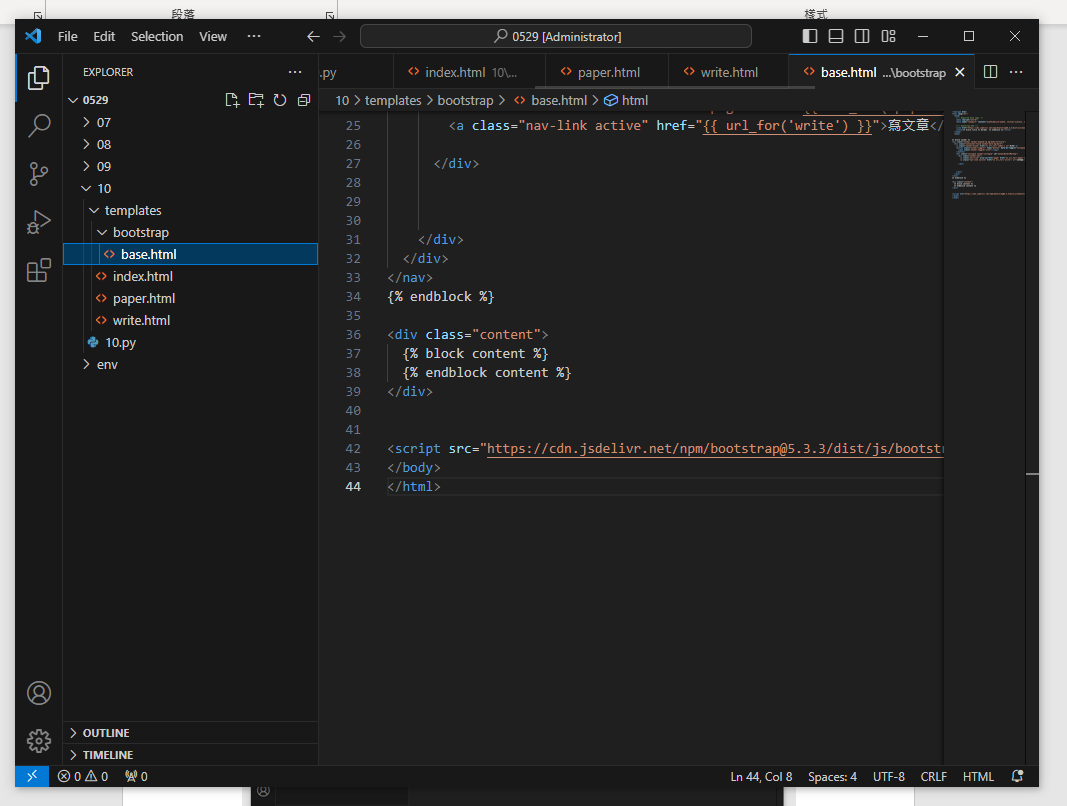 段落
樣式
File Edit Selection View ··· 0529 [Administrator]
EXPLORER ···
.py index.html 10\... paper.html write.html base.html ...\bootstrap
10 > templates > bootstrap > base.html > html
0529
07
08
09
10
templates
bootstrap
base.html
index.html
paper.html
write.html
10.py
env
25 <a class="nav-link active" href="{{ url_for('write') }}">寫文章</
26
27 </div>
28
29
30
31 </div>
32 </div>
33 </nav>
34 {% endblock %}
35
36 <div class="content">
37 {% block content %}
38 {% endblock content %}
39 </div>
40
41
42 <script src="https://cdn.jsdelivr.net/npm/bootstrap@5.3.3/dist/js/bootstr
43 </body>
44 </html>
OUTLINE
TIMELINE
0 0 0 Ln 44, Col 8 Spaces: 4 UTF-8 CRLF HTML